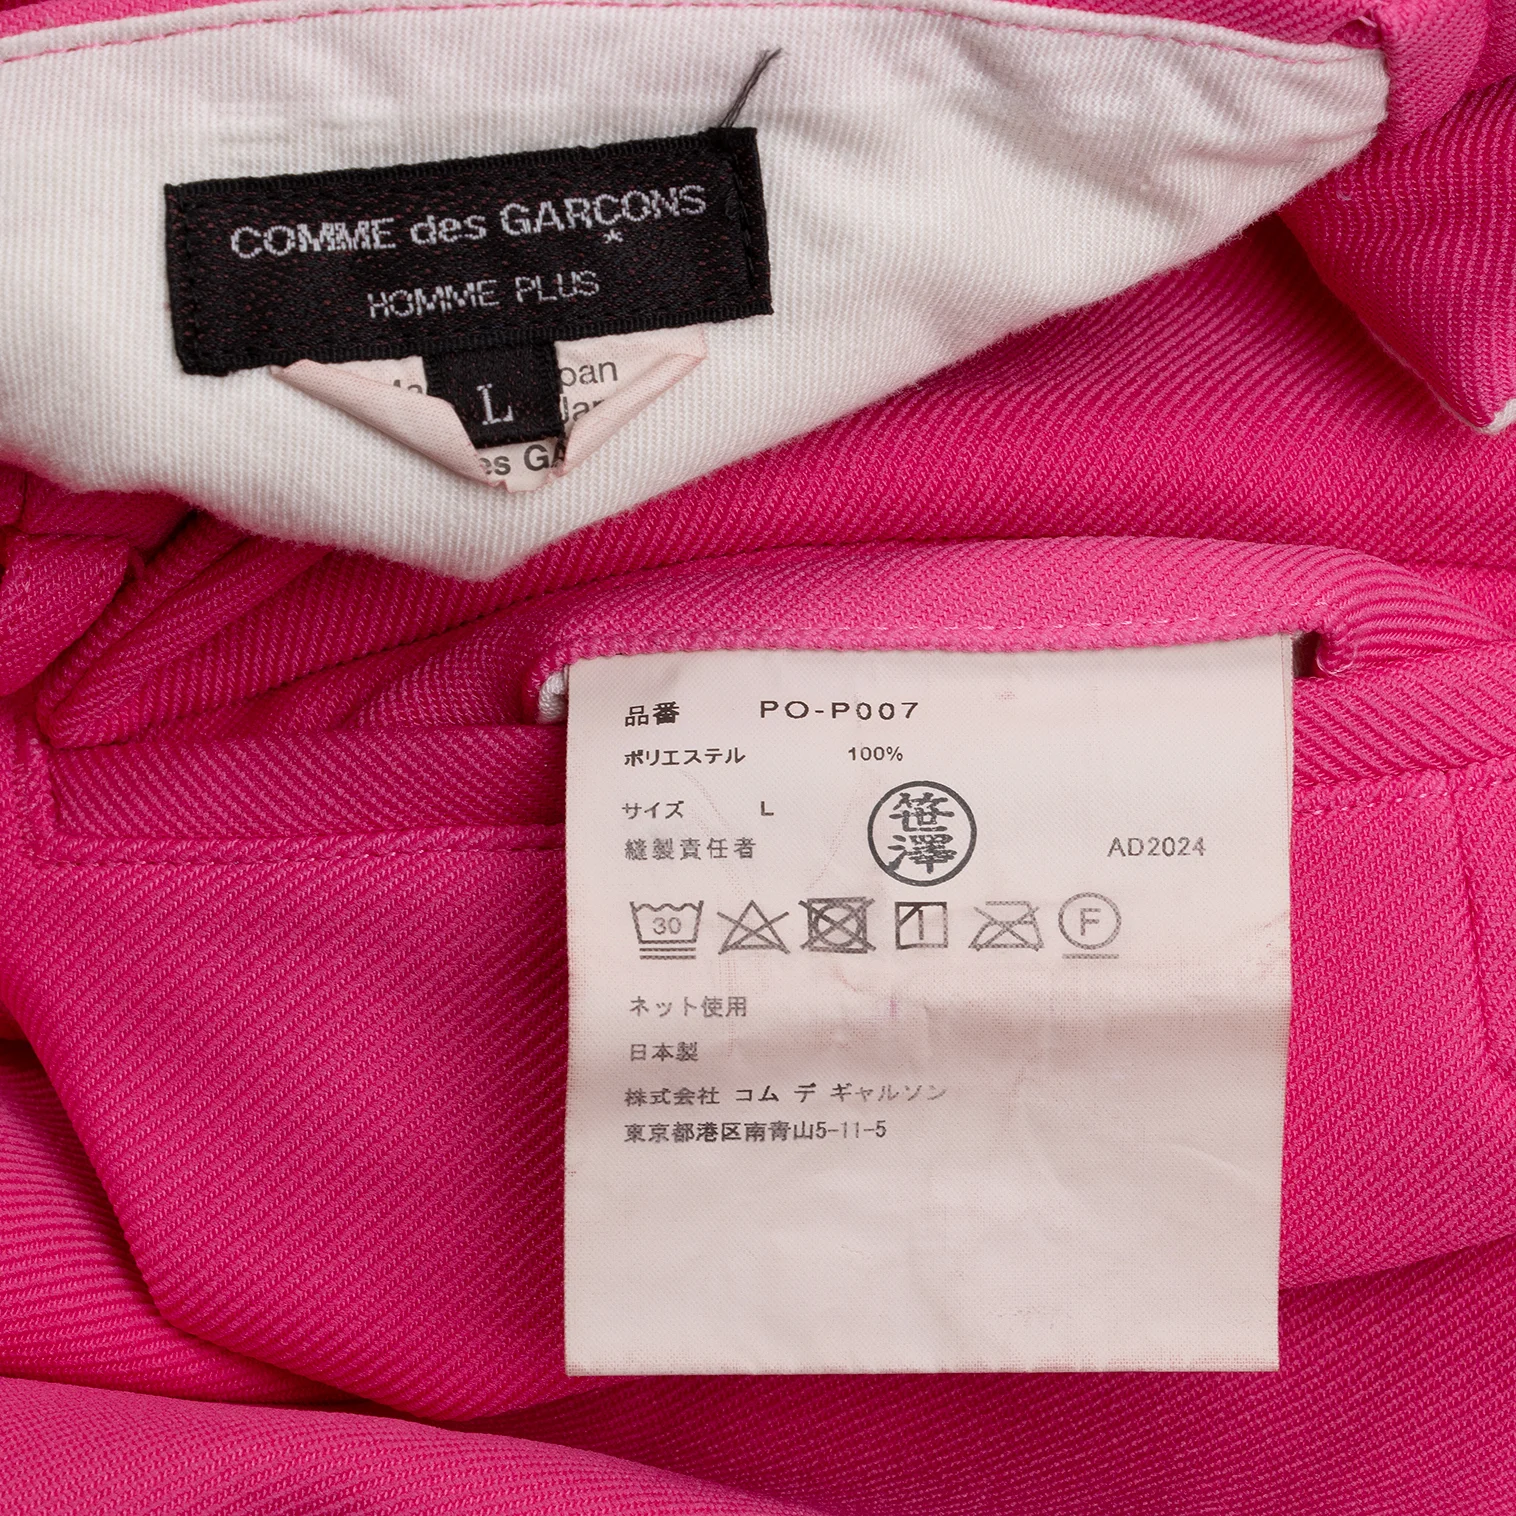 COMME des GARÇONS
HOMME PLUS
L
es GA
品番 PO-P007
ポリエステル 100%
サイズ L
縫製責任者 笹澤 AD2024
30 F
ネット使用
日本製
株式会社 コム デ ギャルソン
東京都港区南青山5-11-5